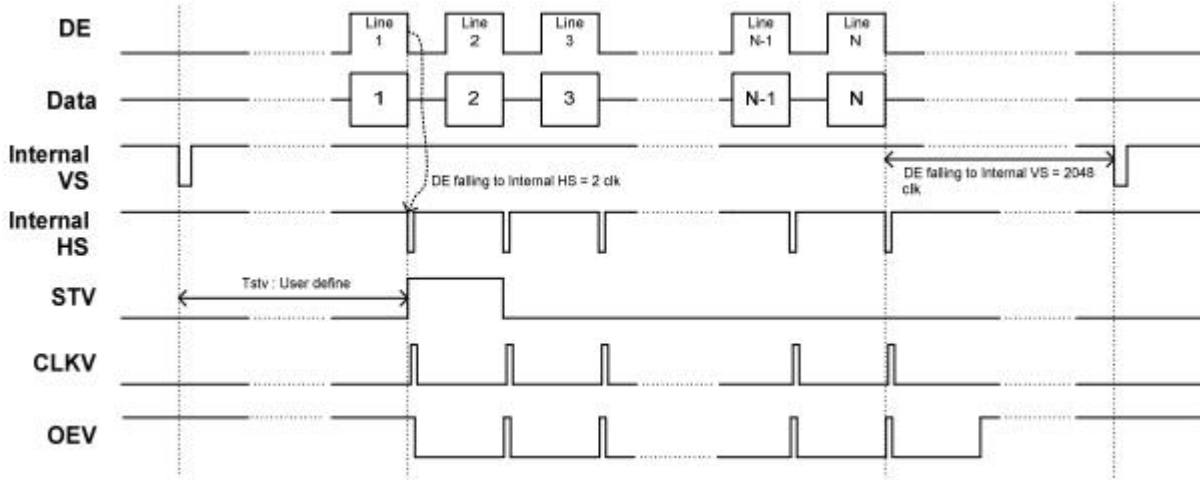 DE
Line
1
Line
2
Line
3
Line
N-1
Line
N
Data
1
2
3
N-1
N
Internal
VS
DE falling to Internal HS = 2 clk
DE falling to Internal VS = 2048
clk
Internal
HS
Tstv : User define
STV
CLKV
OEV